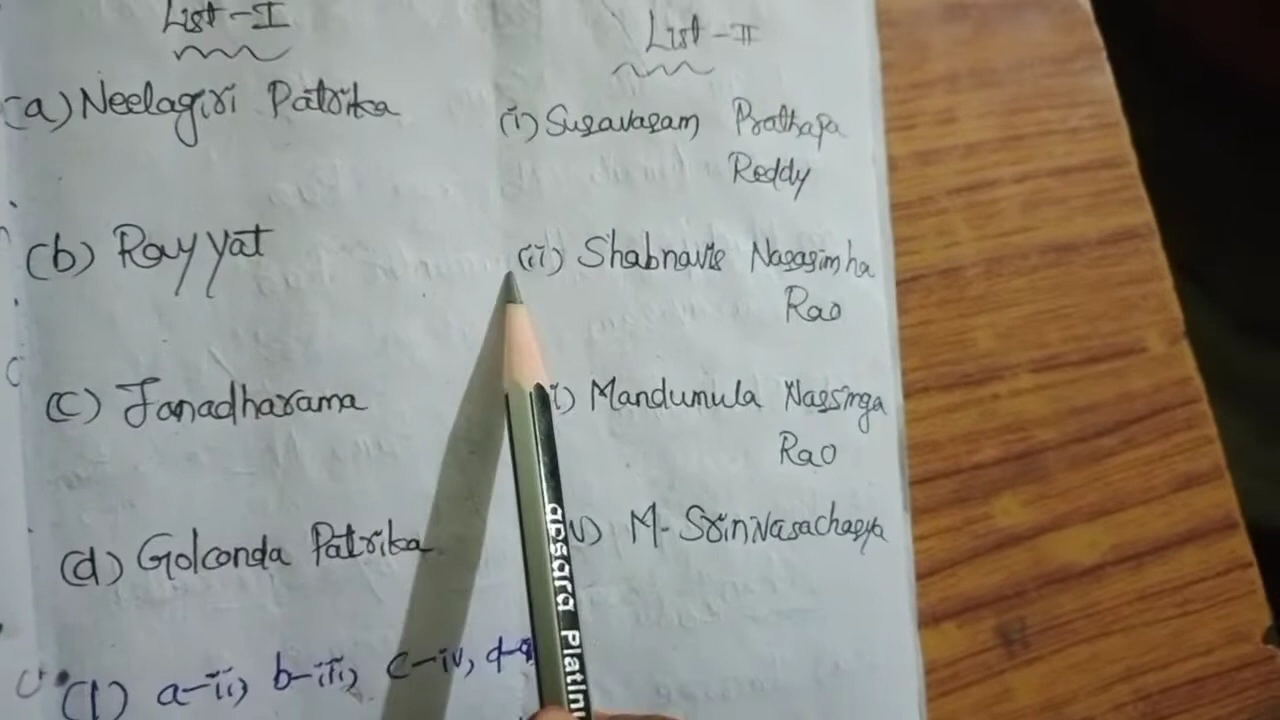 List-I
List-II
(a) Neelagiri Patrika
(i) Suravaram Prathapa
Reddy
(b) Rayyat
(ii) Shabnavis Narasimha
Rao
(c) Janadharama
i) Mandumula Narsinga
Rao
(d) Golconda Patrika
v) M. Srinivasacharya
(1) a-ii, b-iii, c-iv, d-
apsara Platinu